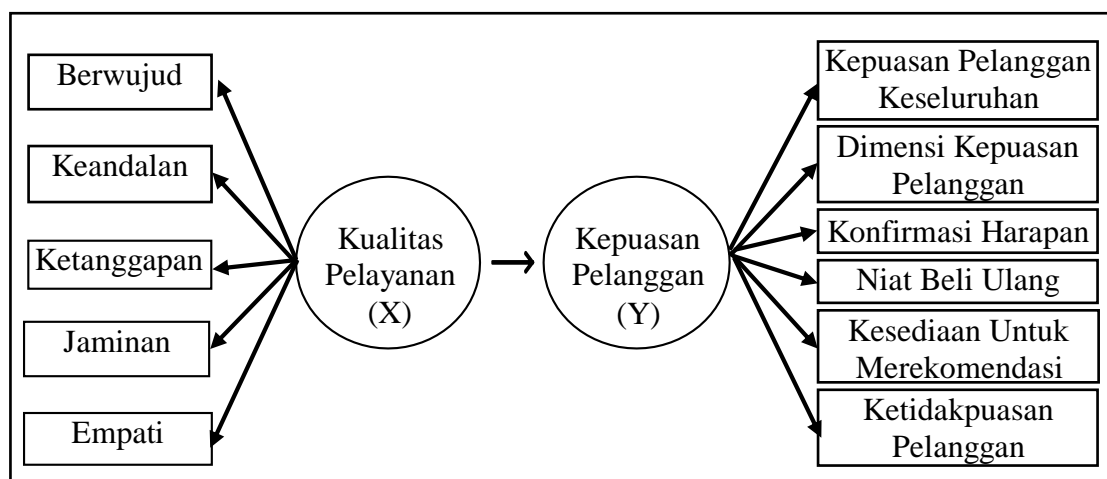 Berwujud
Keandalan
Ketanggapan
Jaminan
Empati
Kualitas
Pelayanan
(X)
Kepuasan
Pelanggan
(Y)
Kepuasan Pelanggan
Keseluruhan
Dimensi Kepuasan
Pelanggan
Konfirmasi Harapan
Niat Beli Ulang
Kesediaan Untuk
Merekomendasi
Ketidakpuasan
Pelanggan